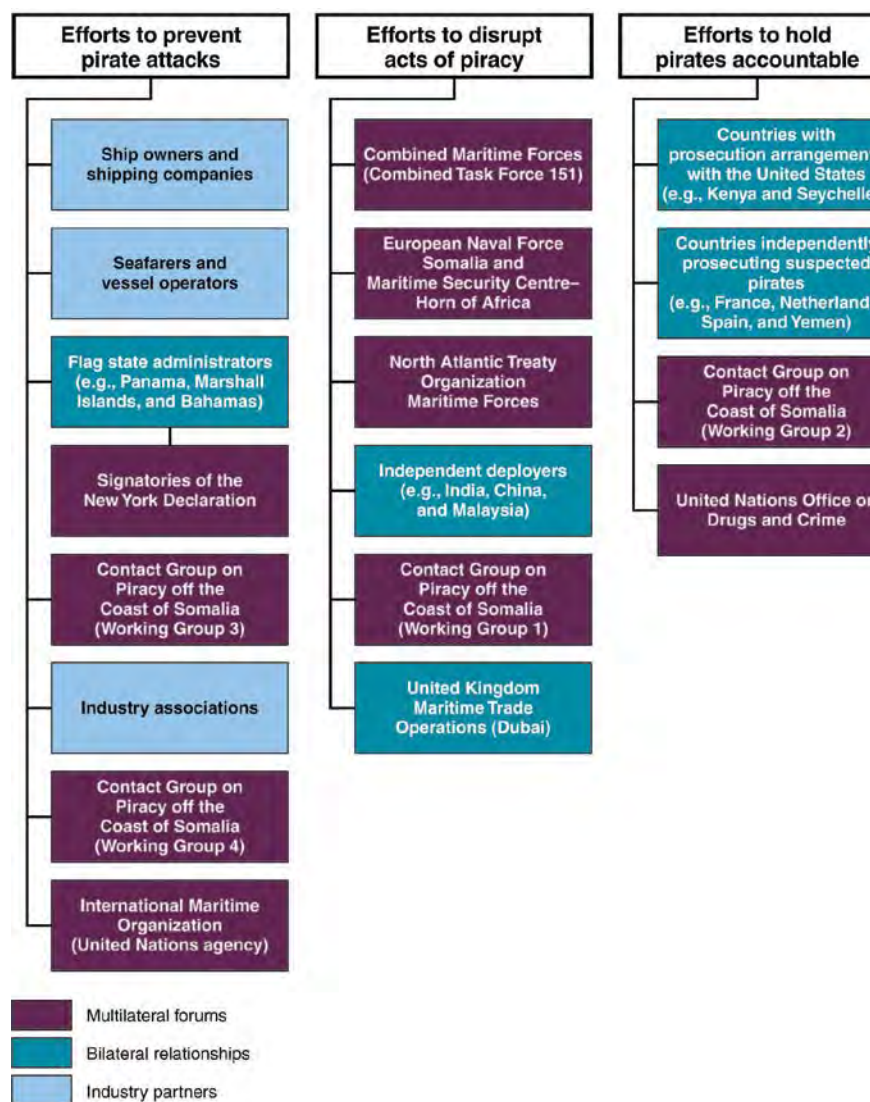 Efforts to prevent
pirate attacks
Ship owners and
shipping companies
Seafarers and
vessel operators
Flag state administrators
(e.g., Panama, Marshall
Islands, and Bahamas)
Signatories of the
New York Declaration
Contact Group on
Piracy off the
Coast of Somalia
(Working Group 3)
Industry associations
Contact Group on
Piracy off the
Coast of Somalia
(Working Group 4)
International Maritime
Organization
(United Nations agency)
Efforts to disrupt
acts of piracy
Combined Maritime Forces
(Combined Task Force 151)
European Naval Force
Somalia and
Maritime Security Centre–
Horn of Africa
North Atlantic Treaty
Organization
Maritime Forces
Independent deployers
(e.g., India, China,
and Malaysia)
Contact Group on
Piracy off the
Coast of Somalia
(Working Group 1)
United Kingdom
Maritime Trade
Operations (Dubai)
Efforts to hold
pirates accountable
Countries with
prosecution arrangement
with the United States
(e.g., Kenya and Seychelle
Countries independently
prosecuting suspected
pirates
(e.g., France, Netherland
Spain, and Yemen)
Contact Group on
Piracy off the
Coast of Somalia
(Working Group 2)
United Nations Office on
Drugs and Crime
Multilateral forums
Bilateral relationships
Industry partners